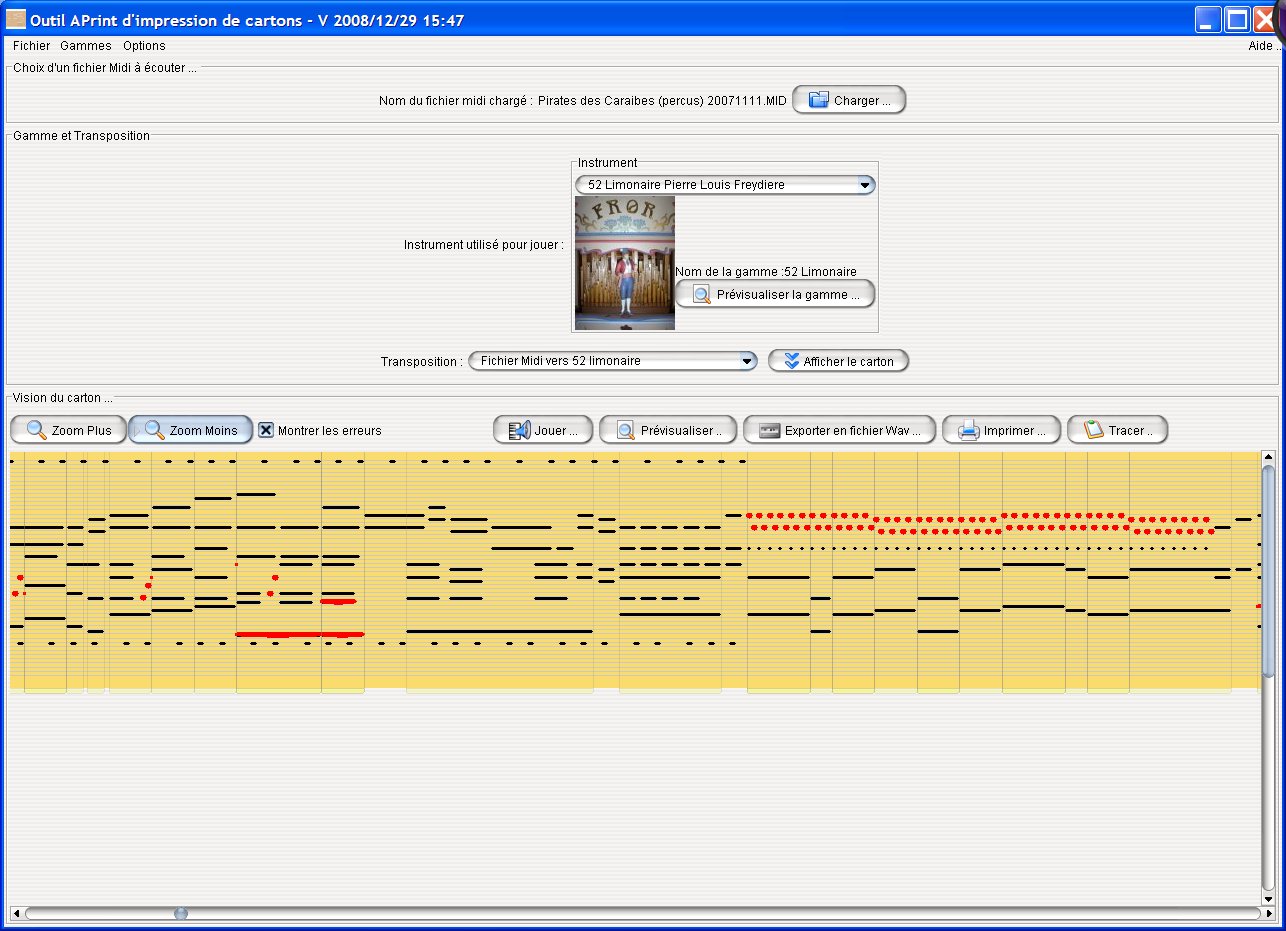 Outil APrint d'impression de cartons - V 2008/12/29 15:47
Fichier Gammes Options Aide ..
Choix d'un fichier Midi à écouter ...
Nom du fichier midi chargé : Pirates des Caraibes (percus) 20071111.MID Charger ...
Gamme et Transposition
Instrument
52 Limonaire Pierre Louis Freydiere
FROR
Instrument utilisé pour jouer :
Nom de la gamme :52 Limonaire
Prévisualiser la gamme ...
Transposition : Fichier Midi vers 52 limonaire Afficher le carton
Vision du carton ...
Zoom Plus Zoom Moins Montrer les erreurs Jouer ... Prévisualiser .. Exporter en fichier Wav ... Imprimer ... Tracer ..